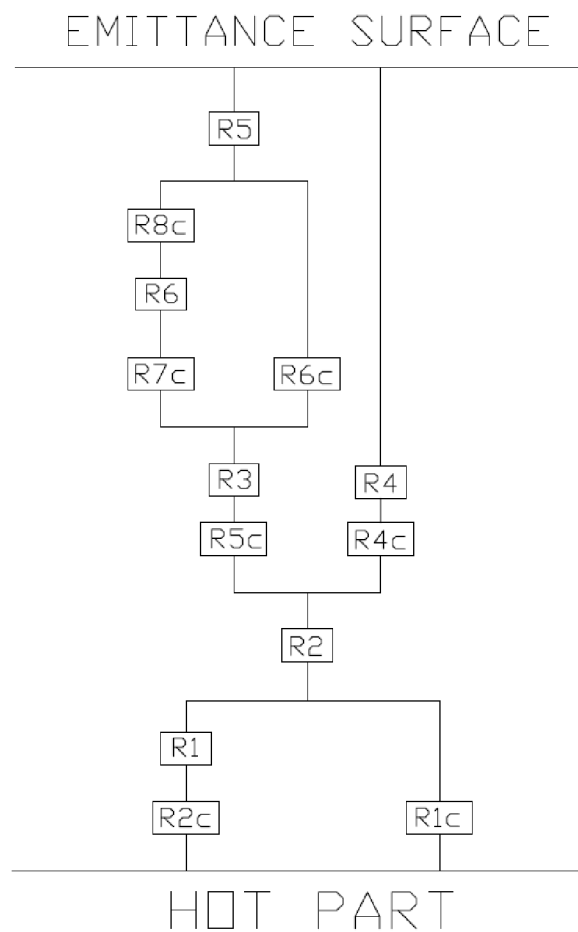 EMITTANCE SURFACE
R5
R8c
R6
R7c R6c
R3 R4
R5c R4c
R2
R1
R2c R1c
HOT PART